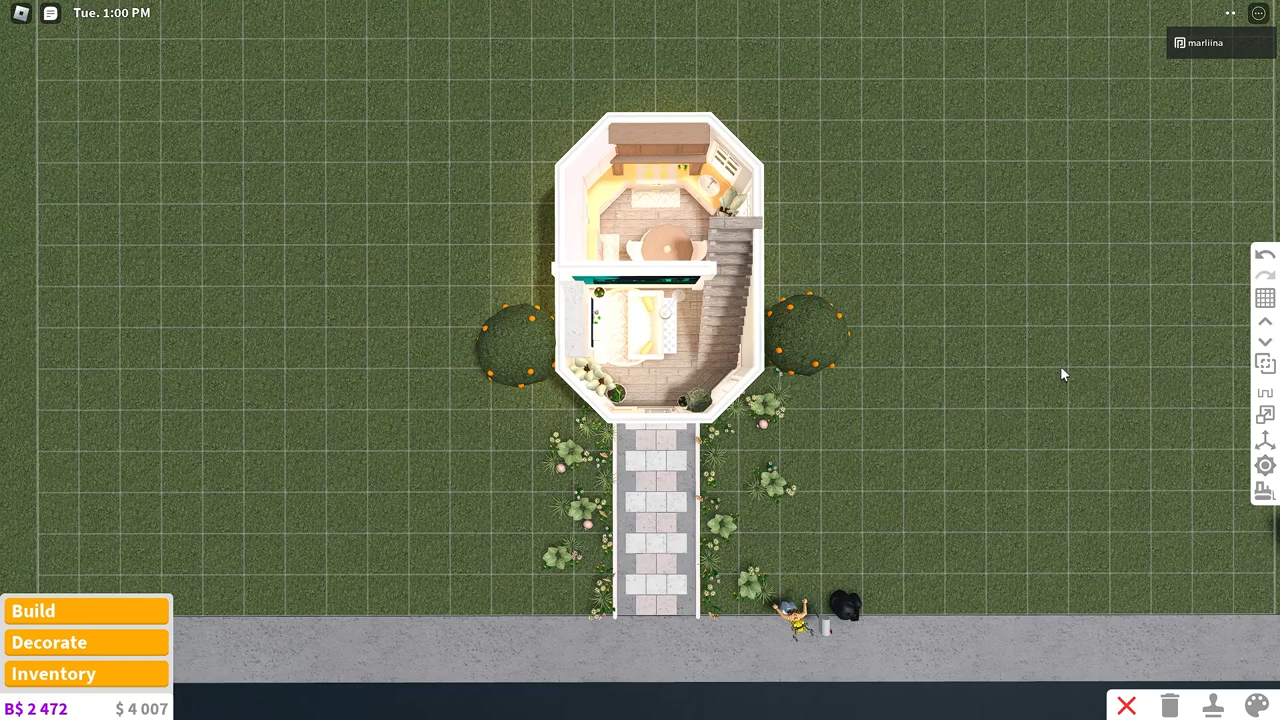 Tue. 1:00 PM
marliina
Build
Decorate
Inventory
B$ 2 472 $ 4 007